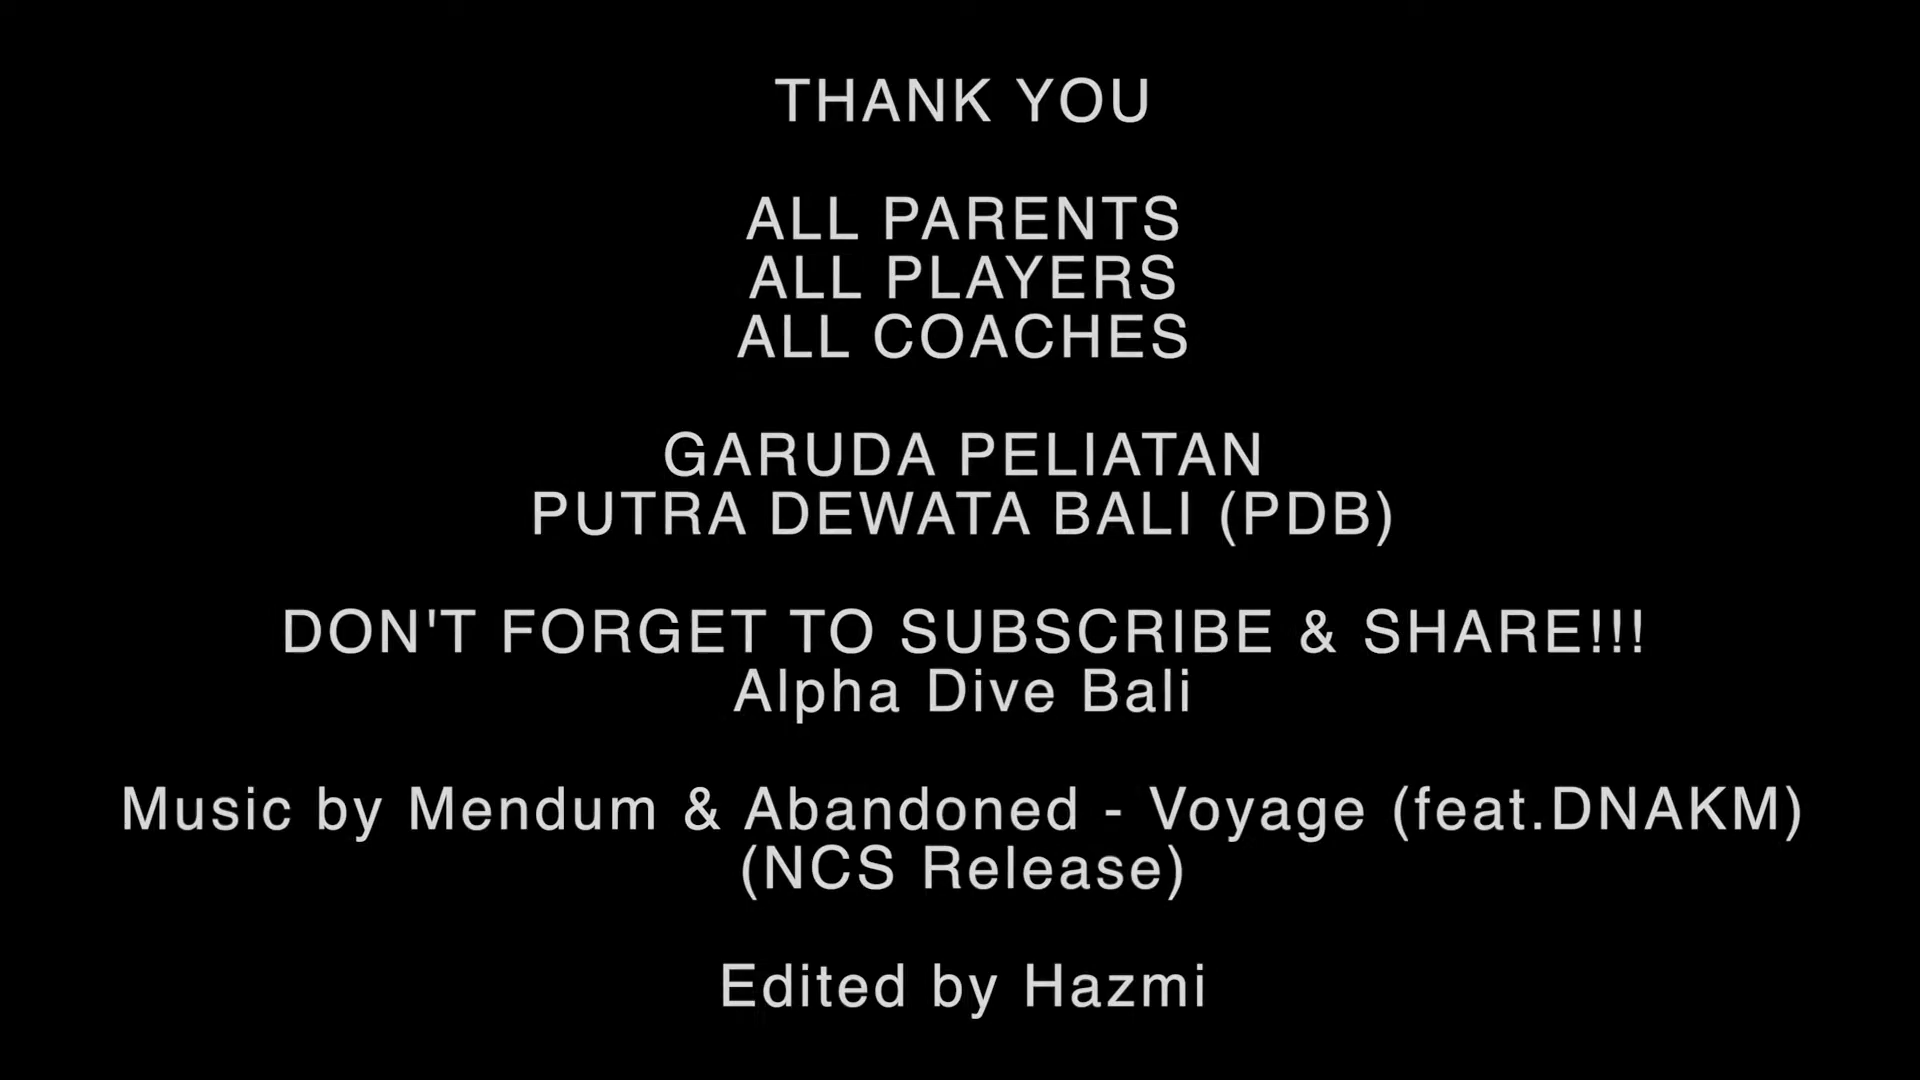 THANK YOU
ALL PARENTS
ALL PLAYERS
ALL COACHES
GARUDA PELIATAN
PUTRA DEWATA BALI (PDB)
DON'T FORGET TO SUBSCRIBE & SHARE!!!
Alpha Dive Bali
Music by Mendum & Abandoned - Voyage (feat.DNAKM)
(NCS Release)
Edited by Hazmi